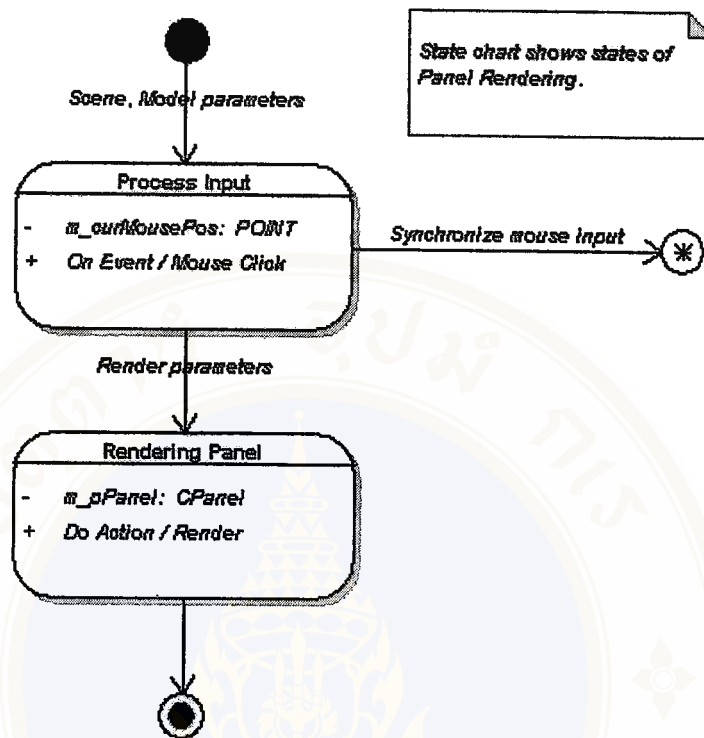 State chart shows states of
Panel Rendering.
Scene, Model parameters
Process Input
- m_curMousePos: POINT
+ On Event / Mouse Click
Synchronize mouse input
Render parameters
Rendering Panel
- m_pPanel: CPanel
+ Do Action / Render